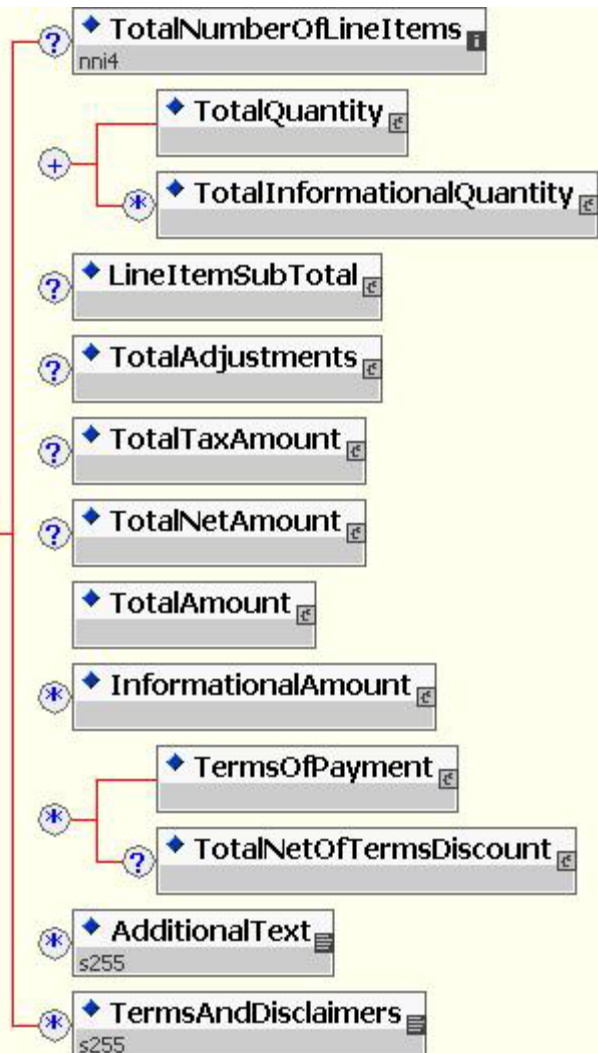 ?
TotalNumberOfLineItems
nni4
TotalQuantity
+
*
TotalInformationalQuantity
?
LineItemSubTotal
?
TotalAdjustments
?
TotalTaxAmount
?
TotalNetAmount
TotalAmount
*
InformationalAmount
TermsOfPayment
*
?
TotalNetOfTermsDiscount
*
AdditionalText
s255
*
TermsAndDisclaimers
s255